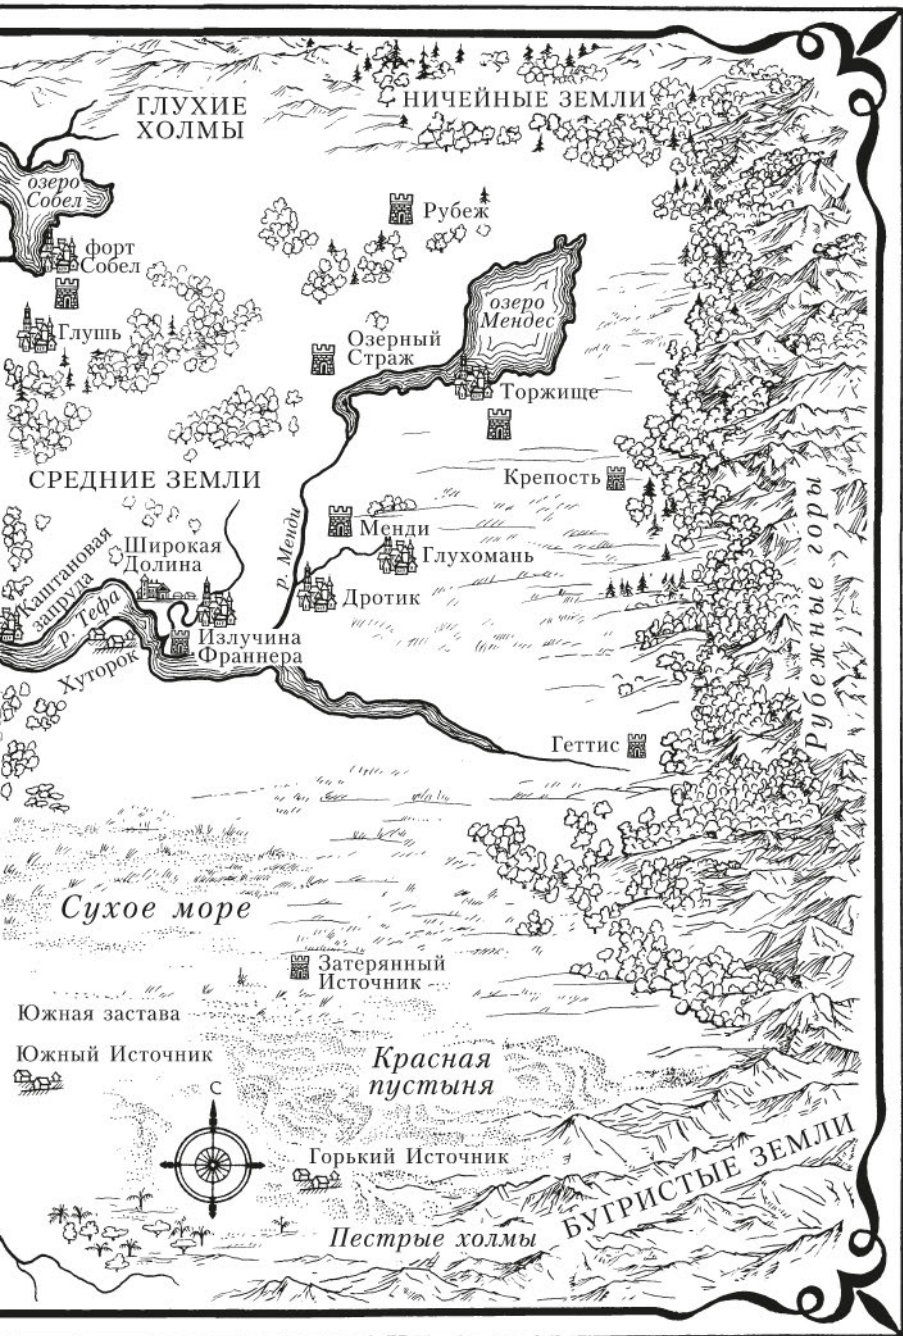 ГЛУХИЕ
ХОЛМЫ
НИЧЕЙНЫЕ ЗЕМЛИ
озеро
Собел
Рубеж
форт
Собел
озеро
Мендес
Глушь
Озерный
Страж
Торжище
СРЕДНИЕ ЗЕМЛИ
Крепость
Рубежные горы
р. Менди
Менди
Широкая
Долина
Глухомань
Каштановая
запруда
р. Тефа
Дротик
Излучина
Франнера
Хуторок
Геттис
Сухое море
Затерянный
Источник
Южная застава
Южный Источник
Красная
пустыня
С
Горький Источник
БУГРИСТЫЕ ЗЕМЛИ
Пестрые холмы